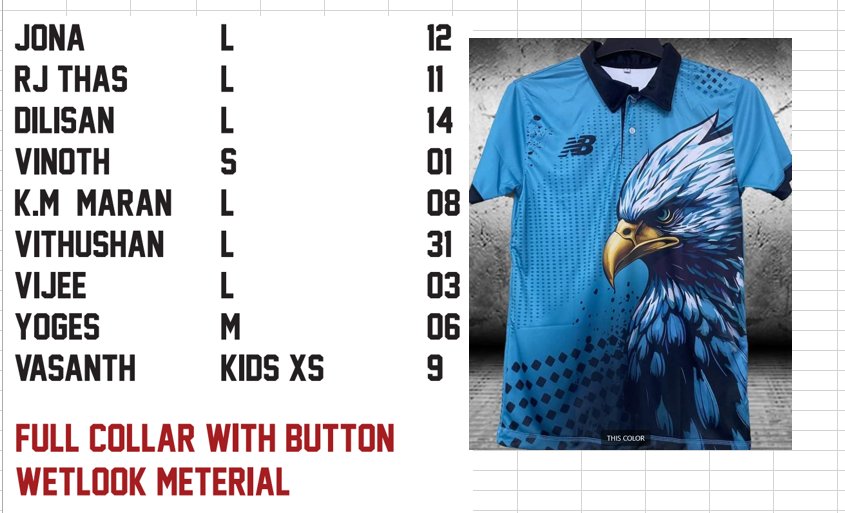 JONA L 12
RJ THAS L 11
DILISAN L 14
VINOTH S 01
K.M MARAN L 08
VITHUSHAN L 31
VIJEE L 03
YOGES M 06
VASANTH KIDS XS 9
FULL COLLAR WITH BUTTON
WETLOOK METERIAL
NB
THIS COLOR